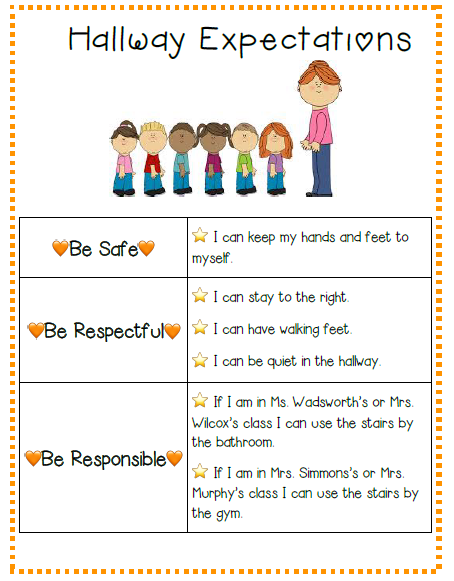 Hallway Expectations
Be Safe
I can keep my hands and feet to
myself.
Be Respectful
I can stay to the right.
I can have walking feet.
I can be quiet in the hallway.
Be Responsible
If I am in Ms. Wadsworth's or Mrs.
Wilcox's class I can use the stairs by
the bathroom.
If I am in Mrs. Simmons's or Mrs.
Murphy's class I can use the stairs by
the gym.